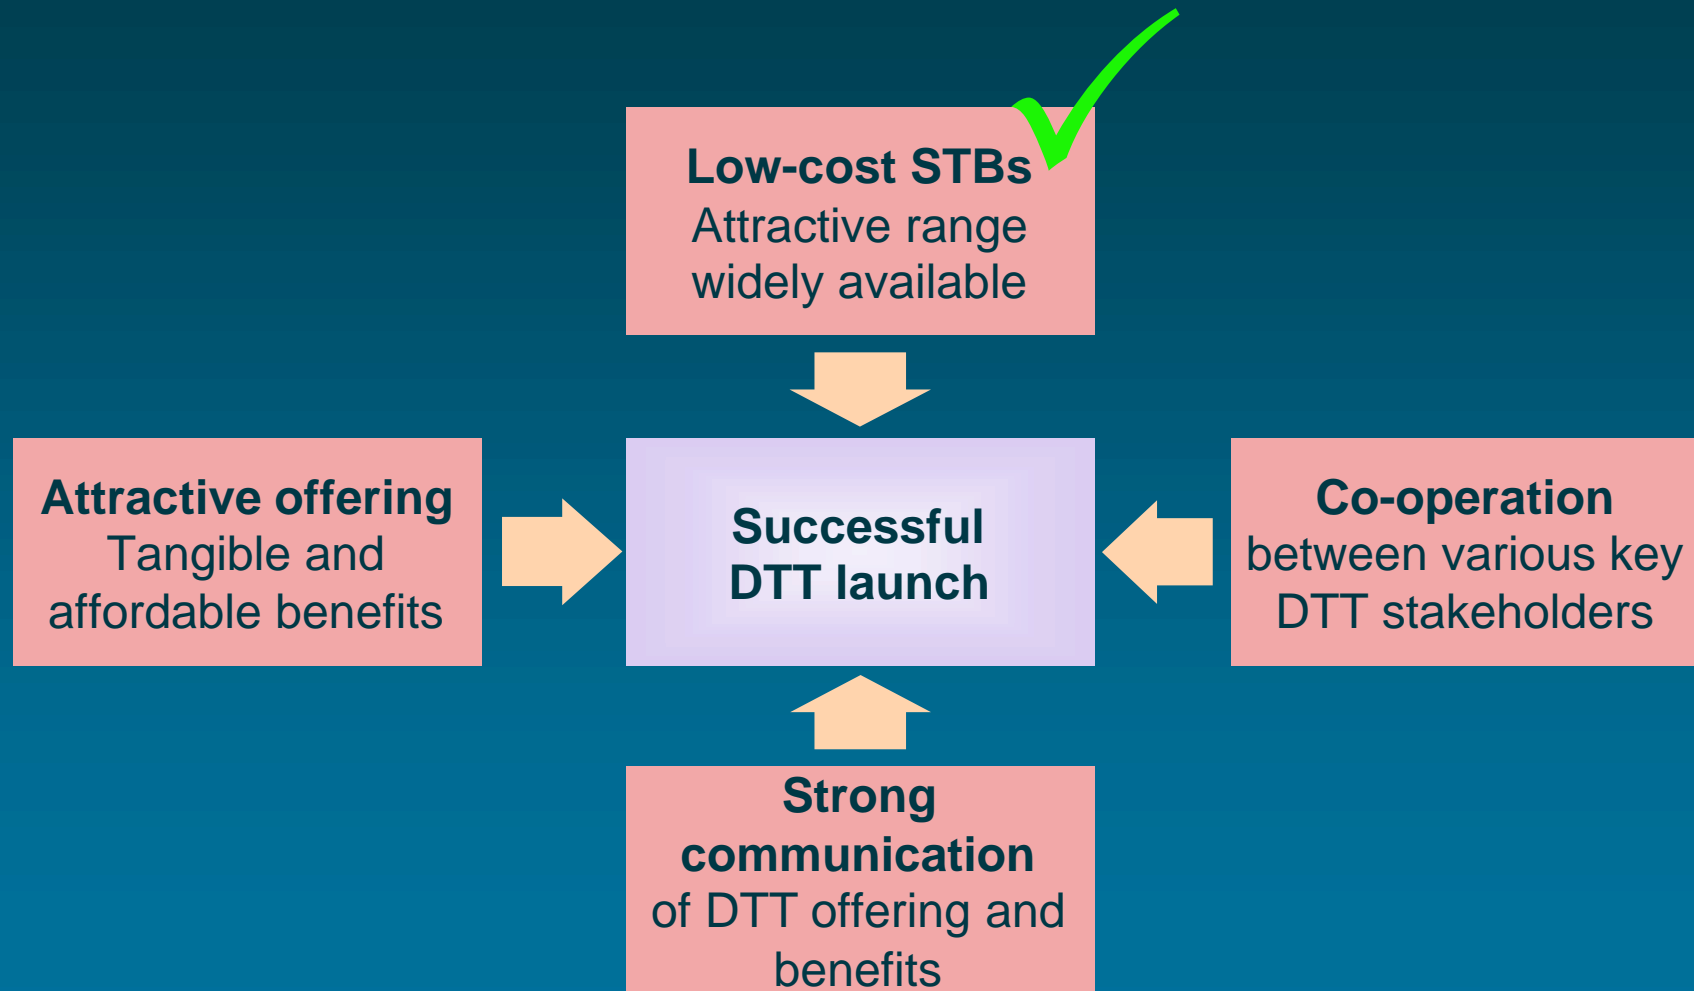 Low-cost STBs
Attractive range
widely available
Attractive offering
Tangible and
affordable benefits
Successful
DTT launch
Co-operation
between various key
DTT stakeholders
Strong
communication
of DTT offering and
benefits